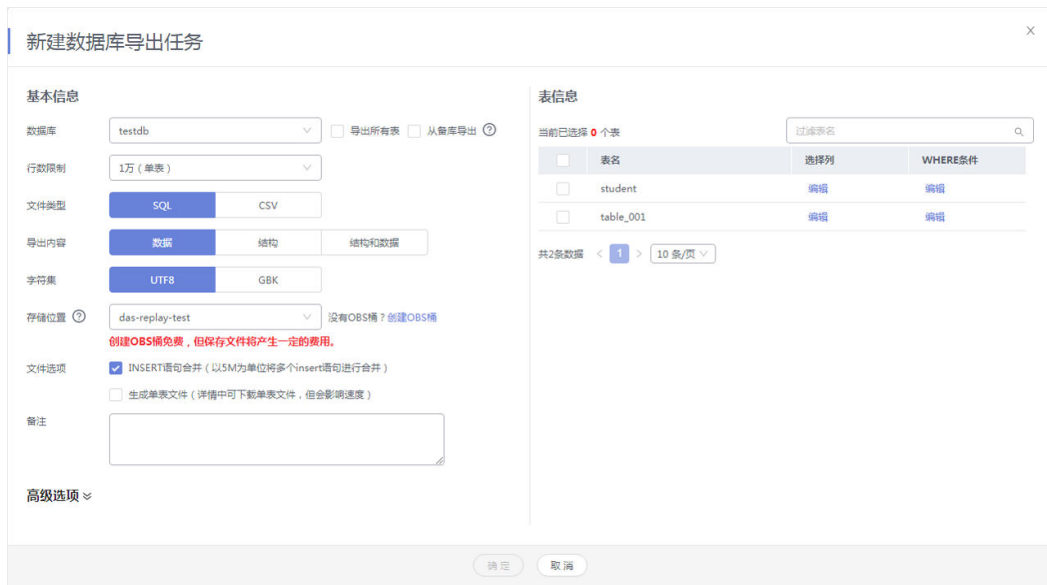 新建数据库导出任务
基本信息
数据库 testdb 导出所有表 从备库导出
行数限制 1万（单表）
文件类型 SQL CSV
导出内容 数据 结构 结构和数据
字符集 UTF8 GBK
存储位置 das-replay-test 没有OBS桶？创建OBS桶
创建OBS桶免费，但保存文件将产生一定的费用。
文件选项 INSERT语句合并（以5M为单位将多个insert语句进行合并）
生成单表文件（详情中可下载单表文件，但会影响速度）
备注
高级选项
表信息
当前已选择 0 个表 过滤表名
表名 选择列 WHERE条件
student 编辑 编辑
table_001 编辑 编辑
共2条数据 < 1 > 10 条/页
确定 取消